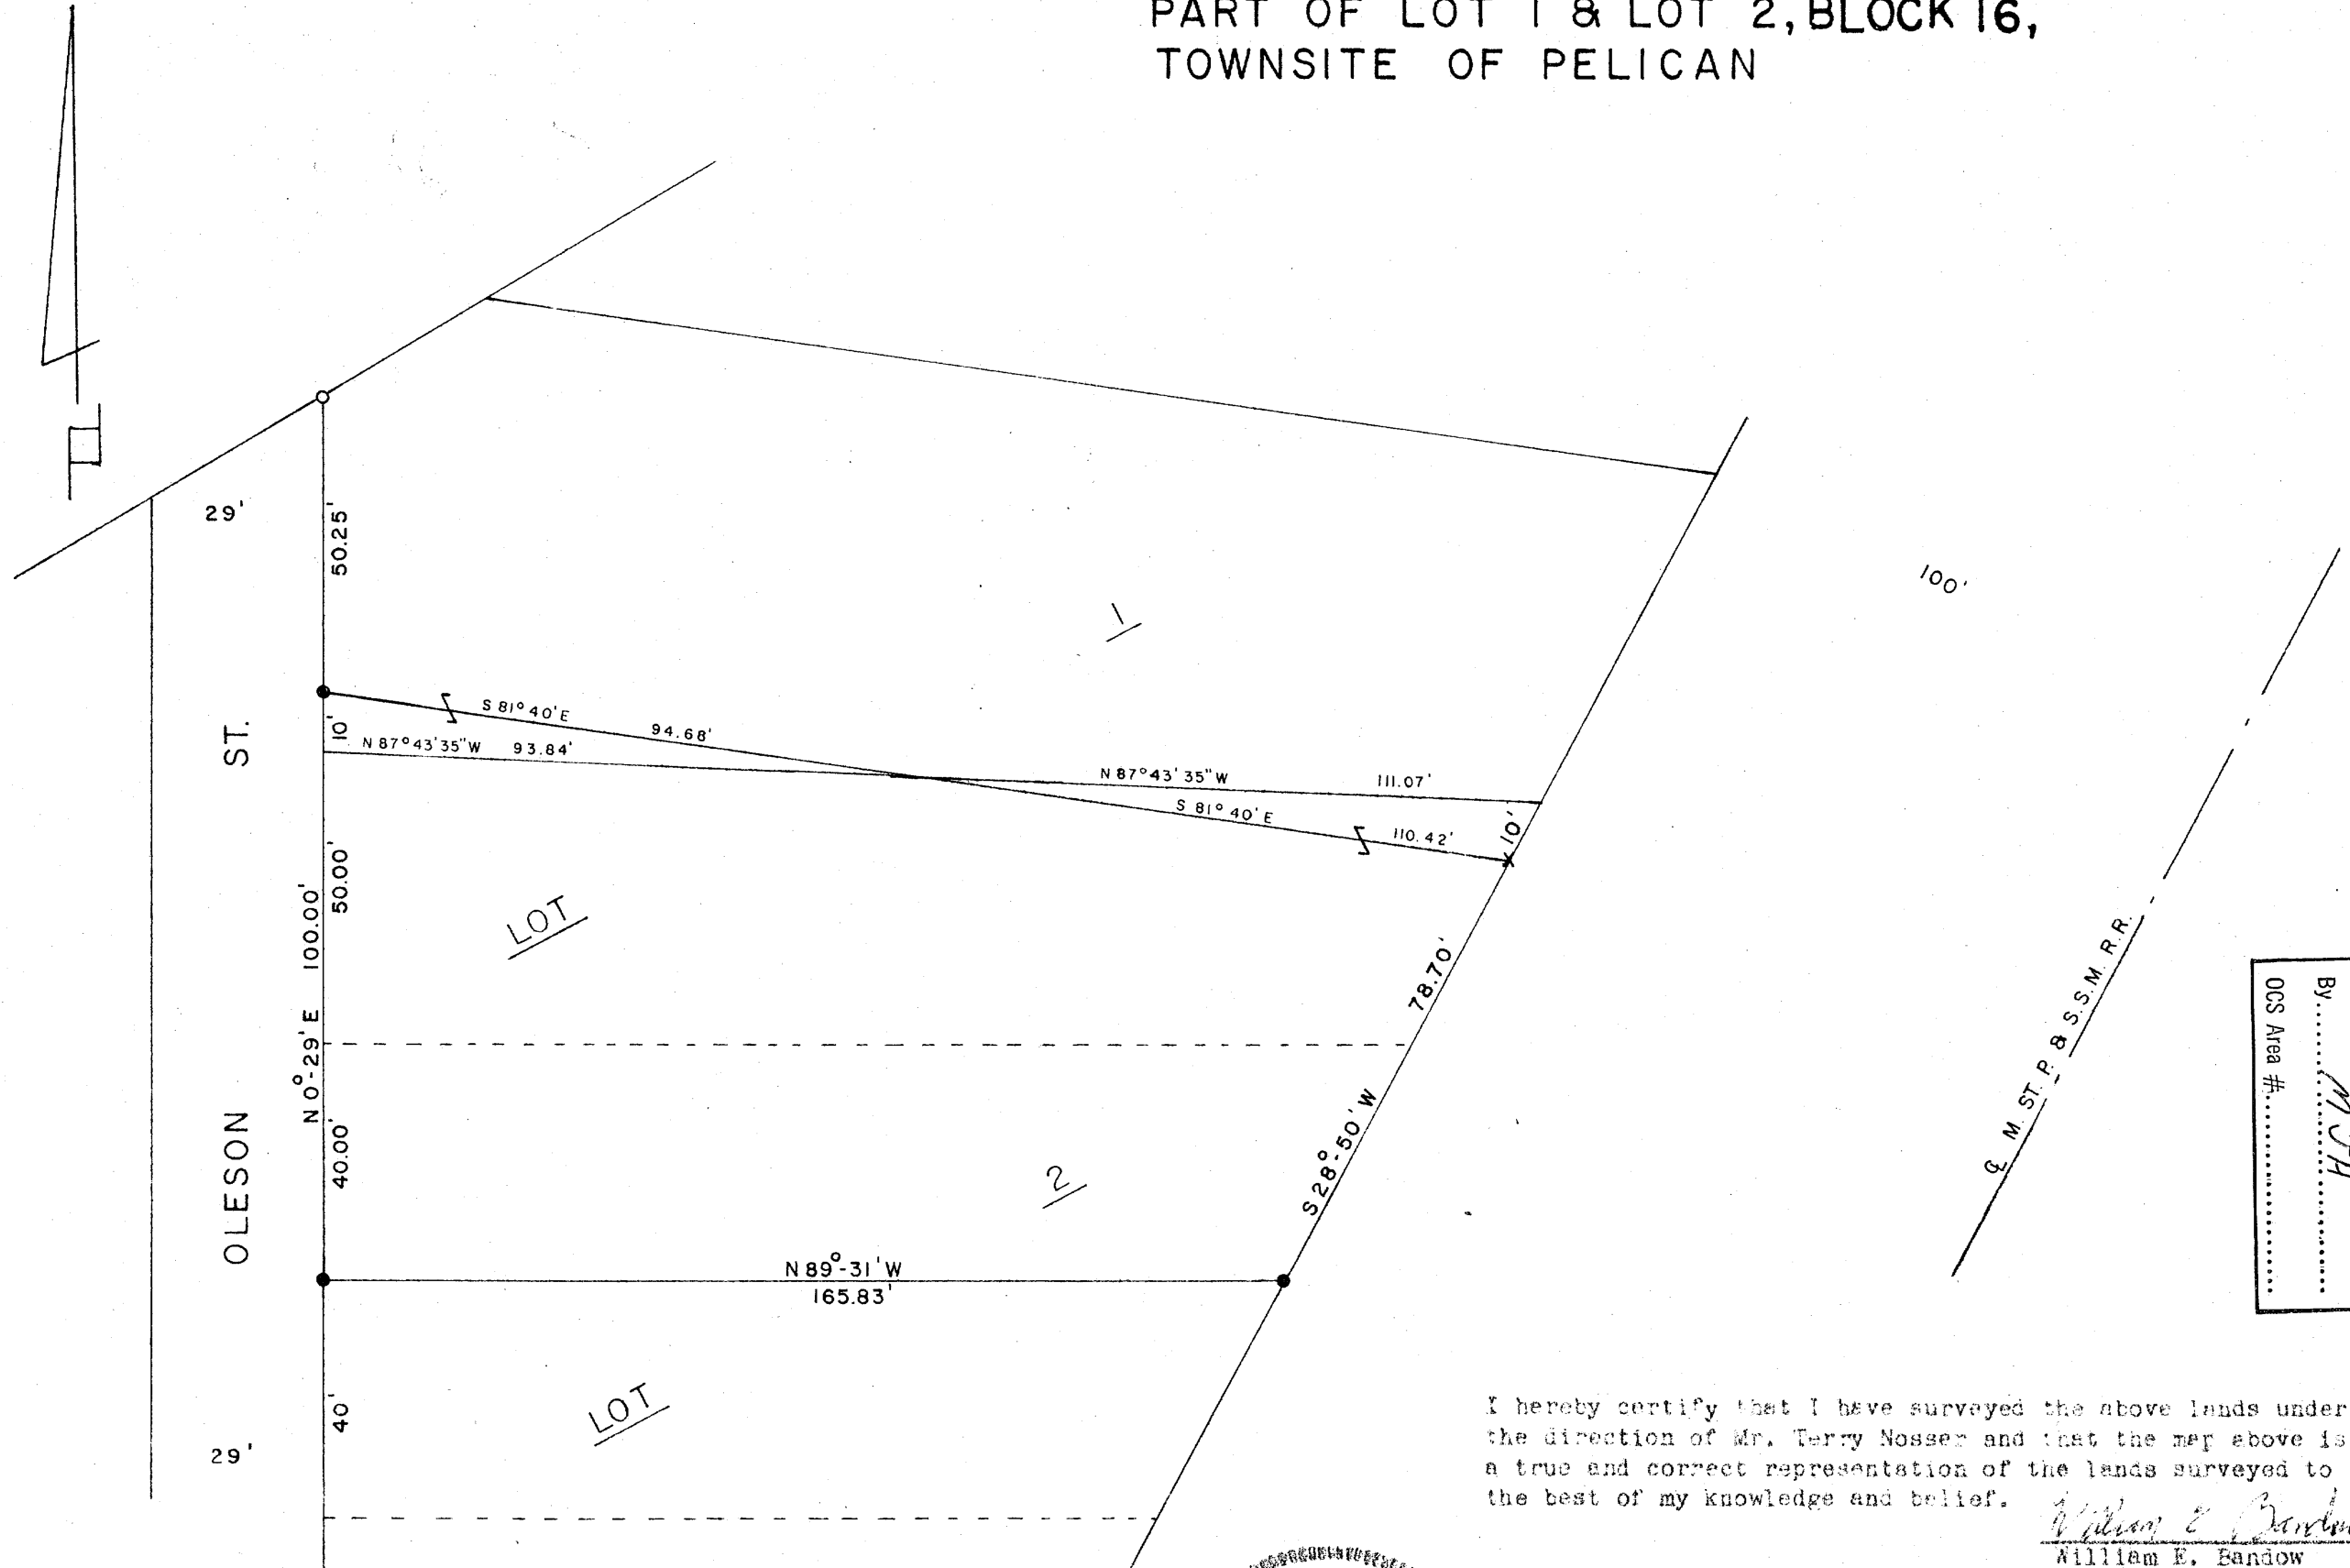 PART OF LOT 1 & LOT 2, BLOCK 16,
TOWNSITE OF PELICAN
29'
50.25'
100'
1
S 81° 40' E 94.68'
10'
N 87° 43' 35" W 93.84'
N 87° 43' 35" W 111.07'
S 81° 40' E 110.42'
10'
OLESON ST.
50.00'
N 0°-29' E 100.00'
LOT
78.70'
S 28°-50' W
℄ M. ST. P. & S.S.M. R.R.
By
OCS Area #
40.00'
2
N 89°-31' W
165.83'
40'
LOT
29'
I hereby certify that I have surveyed the above lands under
the direction of Mr. Terry Nosser and that the map above is
a true and correct representation of the lands surveyed to
the best of my knowledge and belief.
William E. Bandow
William E. Bandow